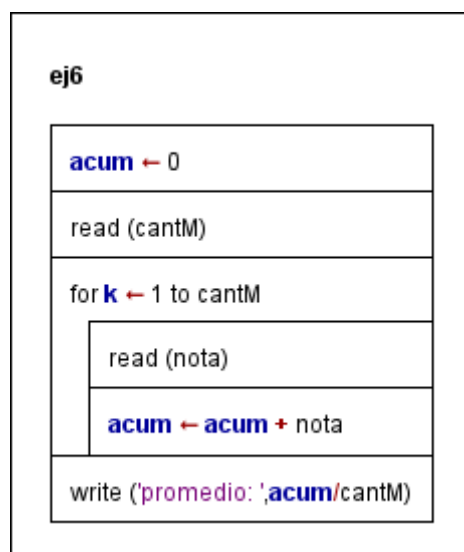 ej6
acum ← 0
read (cantM)
for k ← 1 to cantM
read (nota)
acum ← acum + nota
write ('promedio: ',acum/cantM)